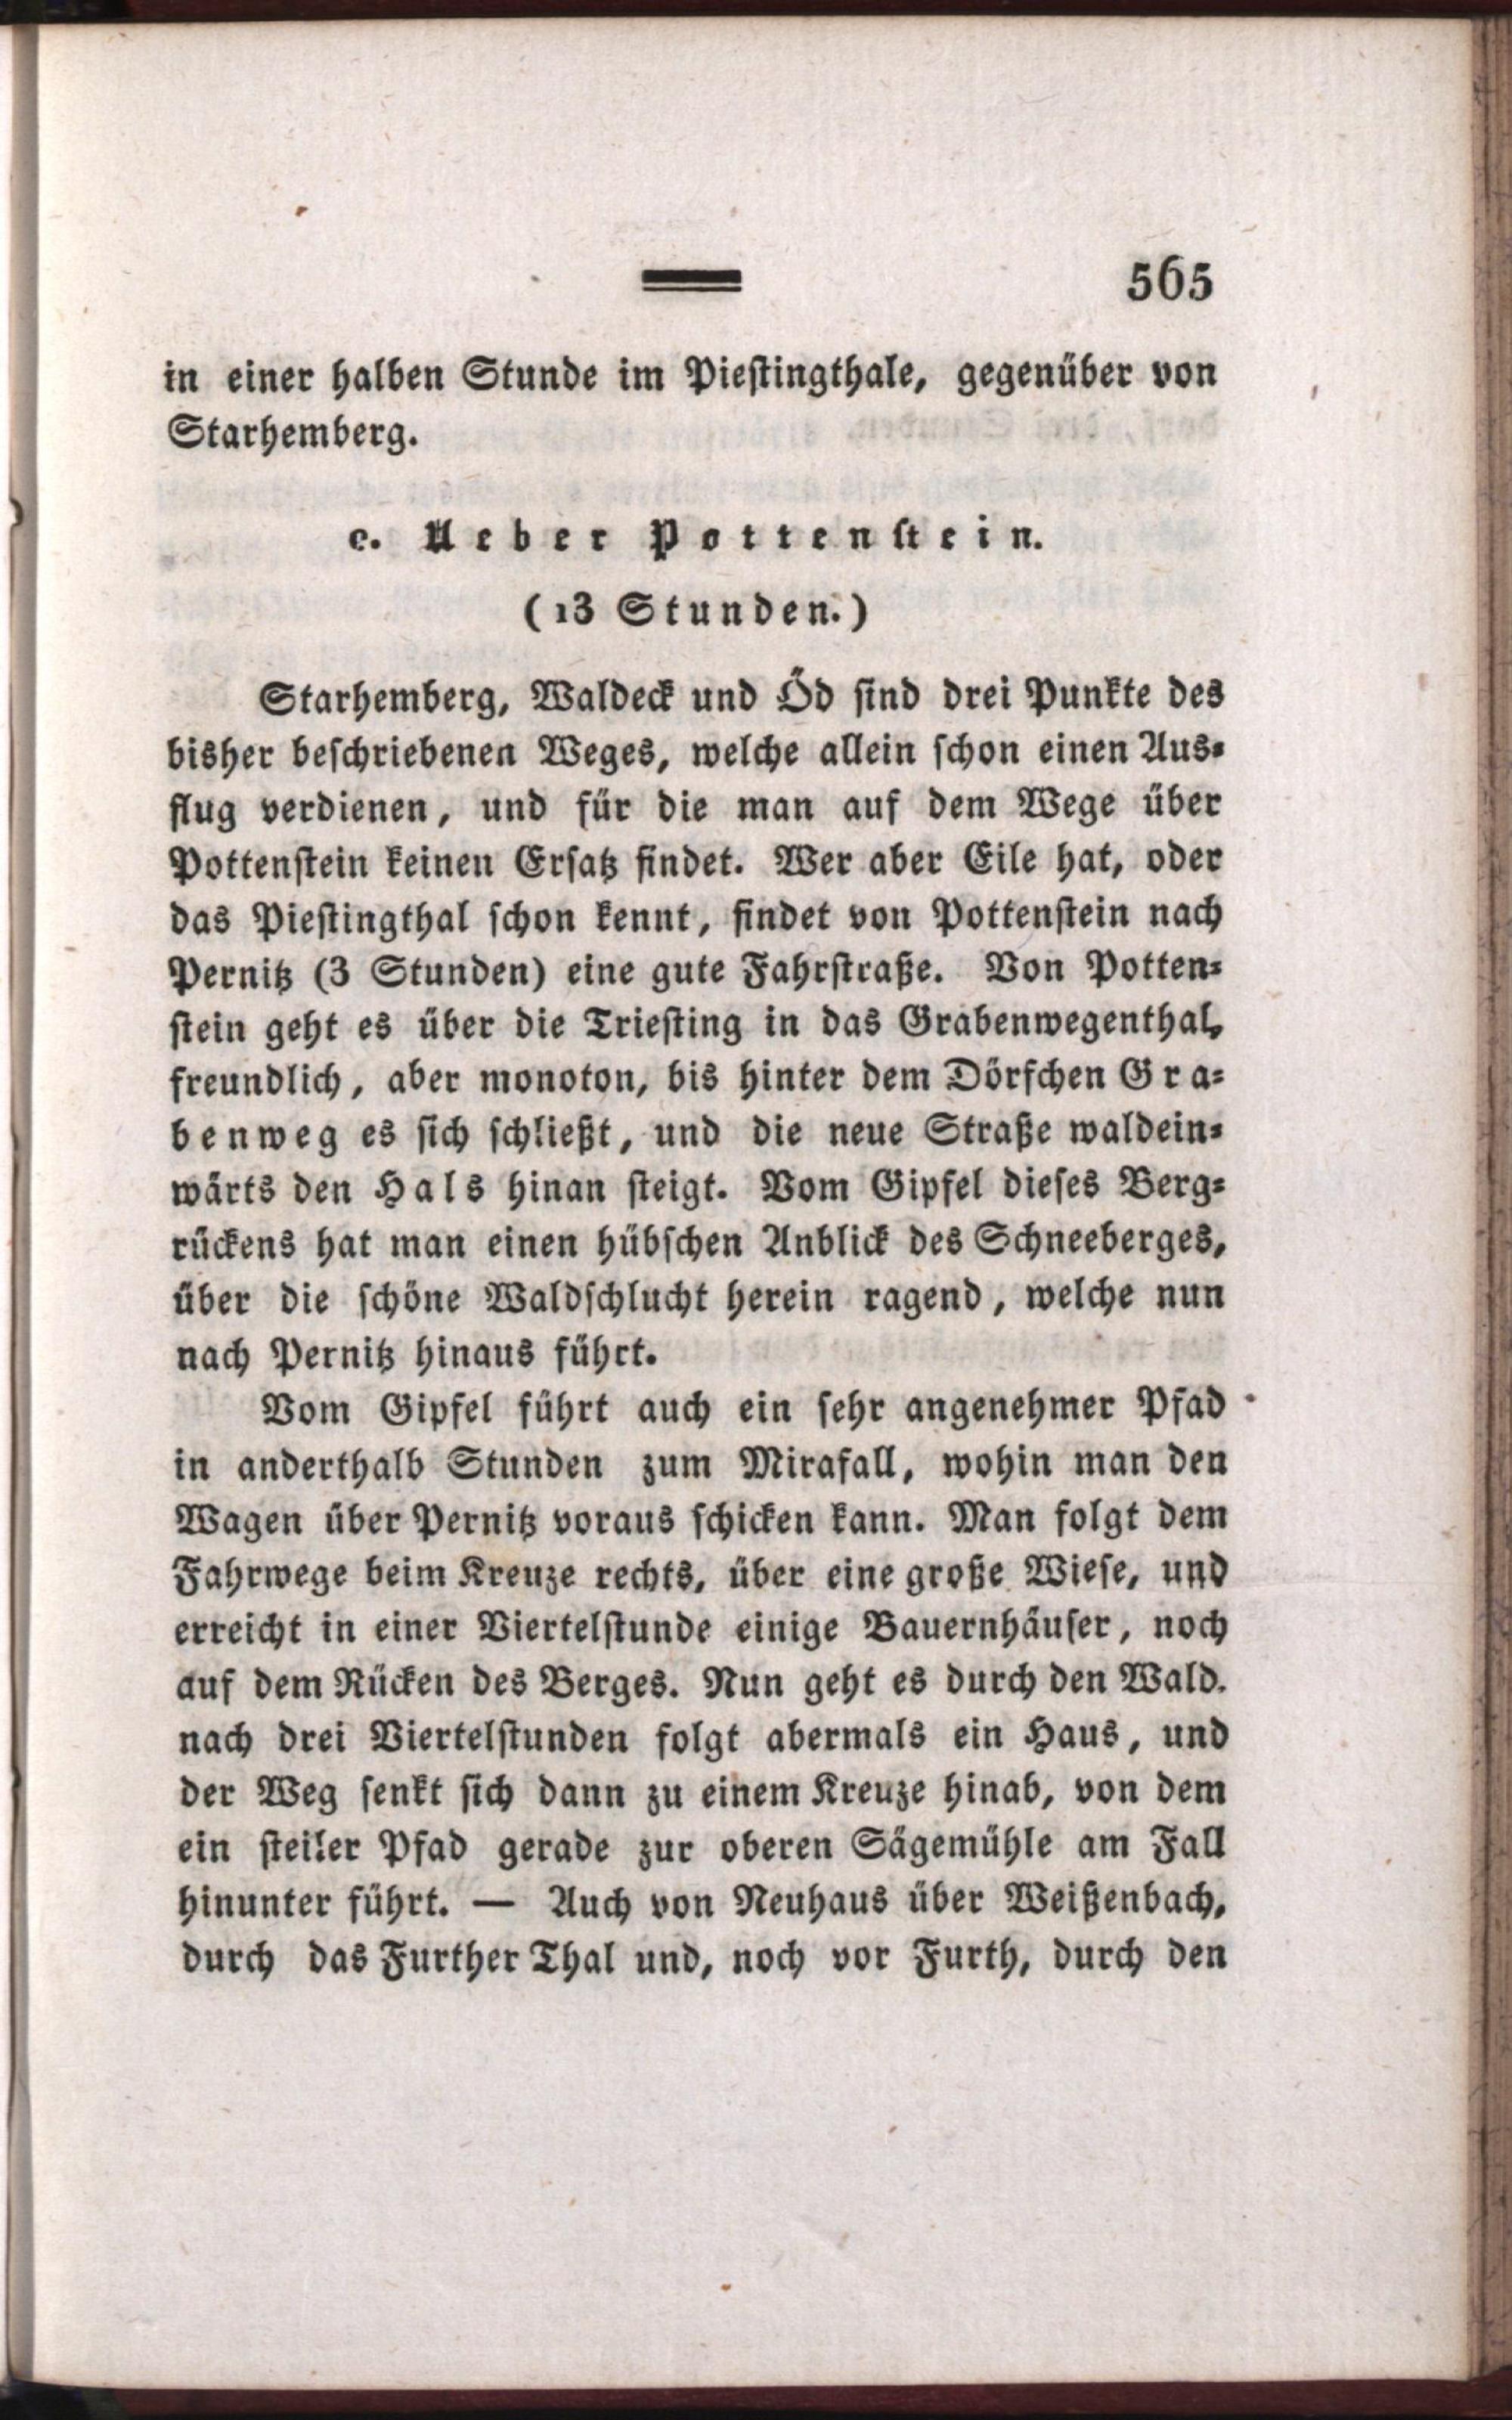 565
in einer halben Stunde im Piestingthale, gegenüber von
Starhemberg.
c. Ueber Pottenstein.
(13 Stunden.)
Starhemberg, Waldeck und Öd sind drei Punkte des
bisher beschriebenen Weges, welche allein schon einen Aus-
flug verdienen, und für die man auf dem Wege über
Pottenstein keinen Ersatz findet. Wer aber Eile hat, oder
das Piestingthal schon kennt, findet von Pottenstein nach
Pernitz (3 Stunden) eine gute Fahrstraße. Von Potten-
stein geht es über die Triesting in das Grabenwegenthal,
freundlich, aber monoton, bis hinter dem Dörfchen Gra-
benweg es sich schließt, und die neue Straße waldein-
wärts den Hals hinan steigt. Vom Gipfel dieses Berg-
rückens hat man einen hübschen Anblick des Schneeberges,
über die schöne Waldschlucht herein ragend, welche nun
nach Pernitz hinaus führt.
Vom Gipfel führt auch ein sehr angenehmer Pfad
in anderthalb Stunden zum Mirafall, wohin man den
Wagen über Pernitz voraus schicken kann. Man folgt dem
Fahrwege beim Kreuze rechts, über eine große Wiese, und
erreicht in einer Viertelstunde einige Bauernhäuser, noch
auf dem Rücken des Berges. Nun geht es durch den Wald.
nach drei Viertelstunden folgt abermals ein Haus, und
der Weg senkt sich dann zu einem Kreuze hinab, von dem
ein steiler Pfad gerade zur oberen Sägemühle am Fall
hinunter führt. — Auch von Neuhaus über Weißenbach,
durch das Further Thal und, noch vor Furth, durch den